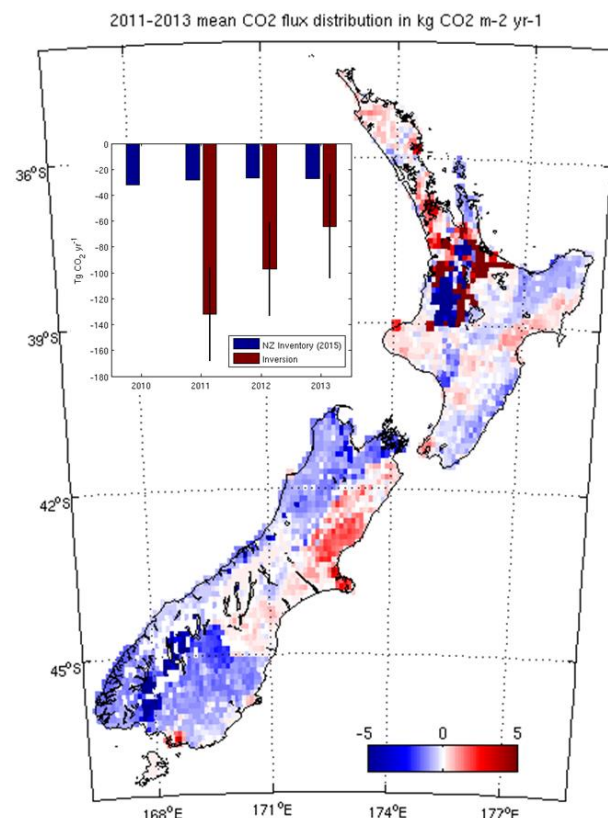 2011-2013 mean CO2 flux distribution in kg CO2 m-2 yr-1
36°S
39°S
42°S
45°S
0
-20
-40
-60
-80
-100
-120
-140
-160
-180
Tg CO₂ yr⁻¹
2010 2011 2012 2013
NZ Inventory (2015)
Inversion
-5 0 5
168°E 171°E 174°E 177°E